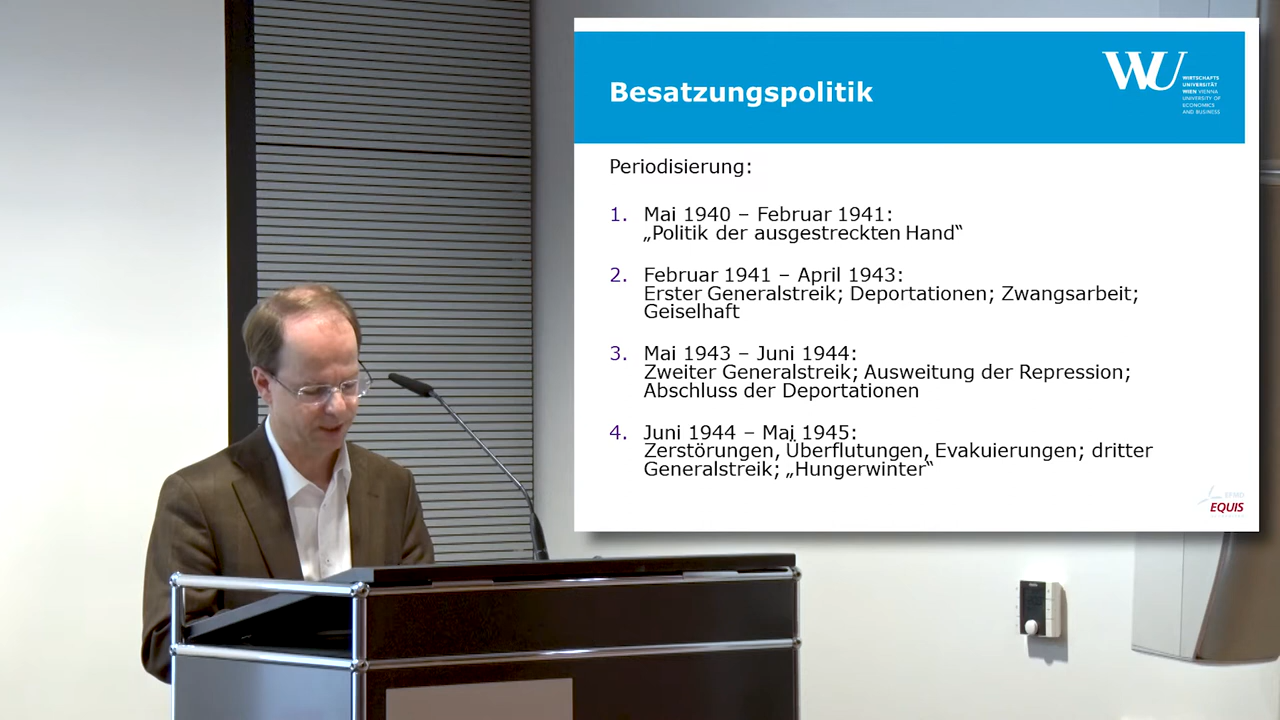 Besatzungspolitik
WU
WIRTSCHAFTS
UNIVERSITÄT
WIEN VIENNA
UNIVERSITY OF
ECONOMICS
AND BUSINESS
Periodisierung:
1. Mai 1940 – Februar 1941:
„Politik der ausgestreckten Hand“
2. Februar 1941 – April 1943:
Erster Generalstreik; Deportationen; Zwangsarbeit;
Geiselhaft
3. Mai 1943 – Juni 1944:
Zweiter Generalstreik; Ausweitung der Repression;
Abschluss der Deportationen
4. Juni 1944 – Mai 1945:
Zerstörungen, Überflutungen, Evakuierungen; dritter
Generalstreik; „Hungerwinter“
EFMD
EQUIS